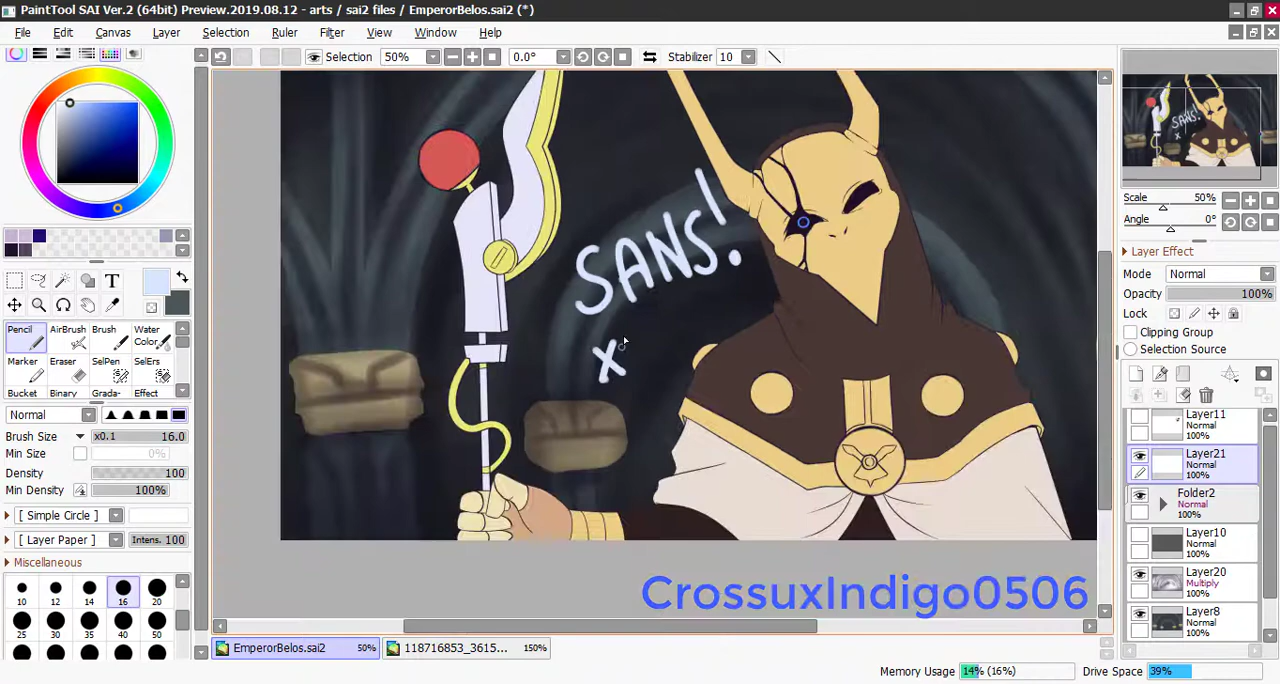 PaintTool SAI Ver.2 (64bit) Preview.2019.08.12 - arts / sai2 files / EmperorBelos.sai2 (*)
File Edit Canvas Layer Selection Ruler Filter View Window Help
Selection 50% 0.0° Stabilizer 10
SANS!
x
Pencil AirBrush Brush Water Color
Marker Eraser SelPen SelErs
Bucket Binary Grada-
Effect
Normal
Brush Size x0.1 16.0
Min Size 0%
Density 100
Min Density 100%
[ Simple Circle ]
[ Layer Paper ] Intens. 100
Miscellaneous
10 12 14 16 20
25 30 35 40 50
Scale 50%
Angle 0°
Layer Effect
Mode Normal
Opacity 100%
Lock
Clipping Group
Selection Source
Layer11
Normal
100%
Layer21
Normal
100%
Folder2
Normal
100%
Layer10
Normal
100%
Layer20
Multiply
100%
Layer8
Normal
100%
CrossuxIndigo0506
EmperorBelos.sai2 50% 118716853_3615... 150%
Memory Usage 14% (16%) Drive Space 39%